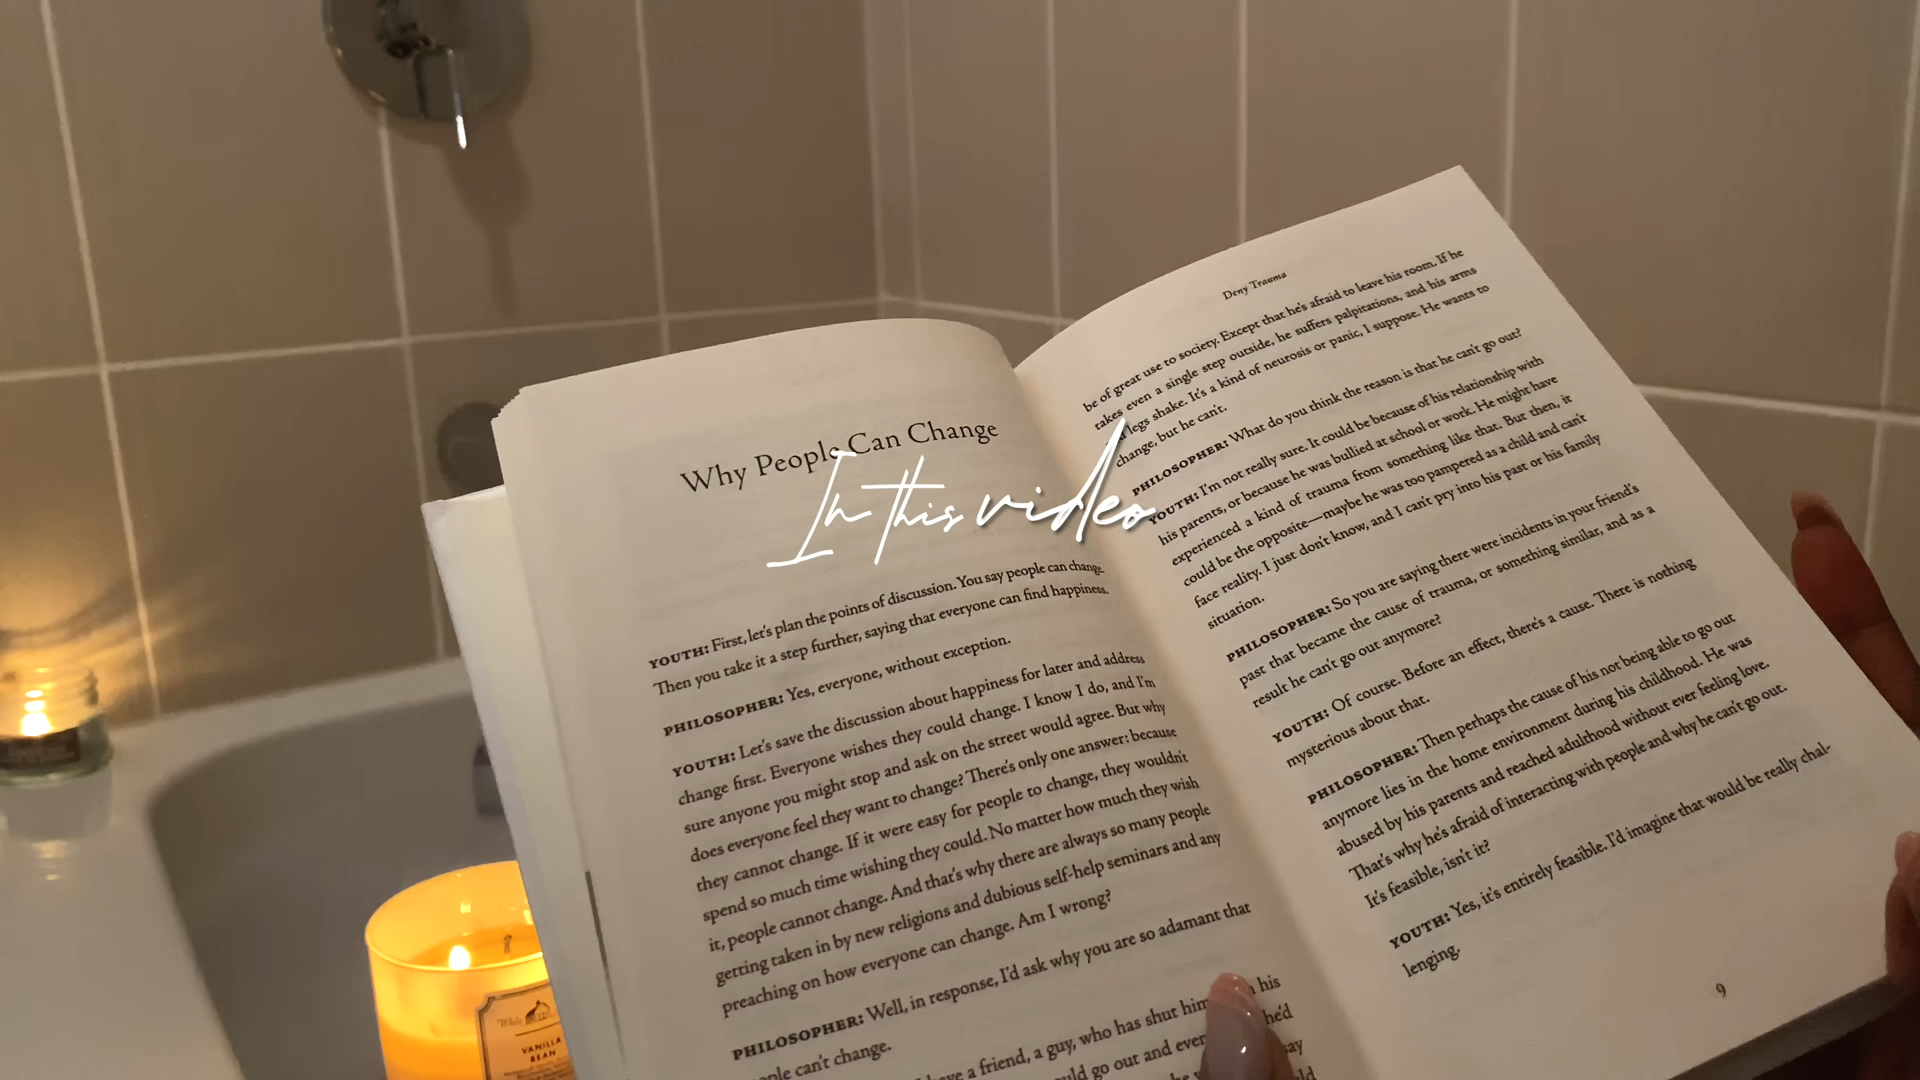 Why People Can Change
In this video
YOUTH: First, let's plan the points of discussion. You say people can change.
Then you take it a step further, saying that everyone can find happiness.
PHILOSOPHER: Yes, everyone, without exception.
YOUTH: Let's save the discussion about happiness for later and address
change first. Everyone wishes they could change. I know I do, and I'm
sure anyone you might stop and ask on the street would agree. But why
does everyone feel they want to change? There's only one answer: because
they cannot change. If it were easy for people to change, they wouldn't
spend so much time wishing they could. No matter how much they wish
it, people cannot change. And that's why there are always so many people
getting taken in by new religions and dubious self-help seminars and any
preaching on how everyone can change. Am I wrong?
PHILOSOPHER: Well, in response, I'd ask why you are so adamant that
can't change.
a friend, a guy, who has shut his
go out and he'd
Deny Trauma
be of great use to society. Except that he's afraid to leave his room. If he
takes even a single step outside, he suffers palpitations, and his arms
legs shake. It's a kind of neurosis or panic, I suppose. He wants to
change, but he can't.
PHILOSOPHER: What do you think the reason is that he can't go out?
YOUTH: I'm not really sure. It could be because of his relationship with
his parents, or because he was bullied at school or work. He might have
experienced a kind of trauma from something like that. But then, it
could be the opposite—maybe he was too pampered as a child and can't
face reality. I just don't know, and I can't pry into his past or his family
situation.
PHILOSOPHER: So you are saying there were incidents in your friend's
past that became the cause of trauma, or something similar, and as a
result he can't go out anymore?
YOUTH: Of course. Before an effect, there's a cause. There is nothing
mysterious about that.
PHILOSOPHER: Then perhaps the cause of his not being able to go out
anymore lies in the home environment during his childhood. He was
abused by his parents and reached adulthood without ever feeling love.
That's why he's afraid of interacting with people and why he can't go out.
It's feasible, isn't it?
YOUTH: Yes, it's entirely feasible. I'd imagine that would be really chal-
lenging.
9
VANILLA
BEAN